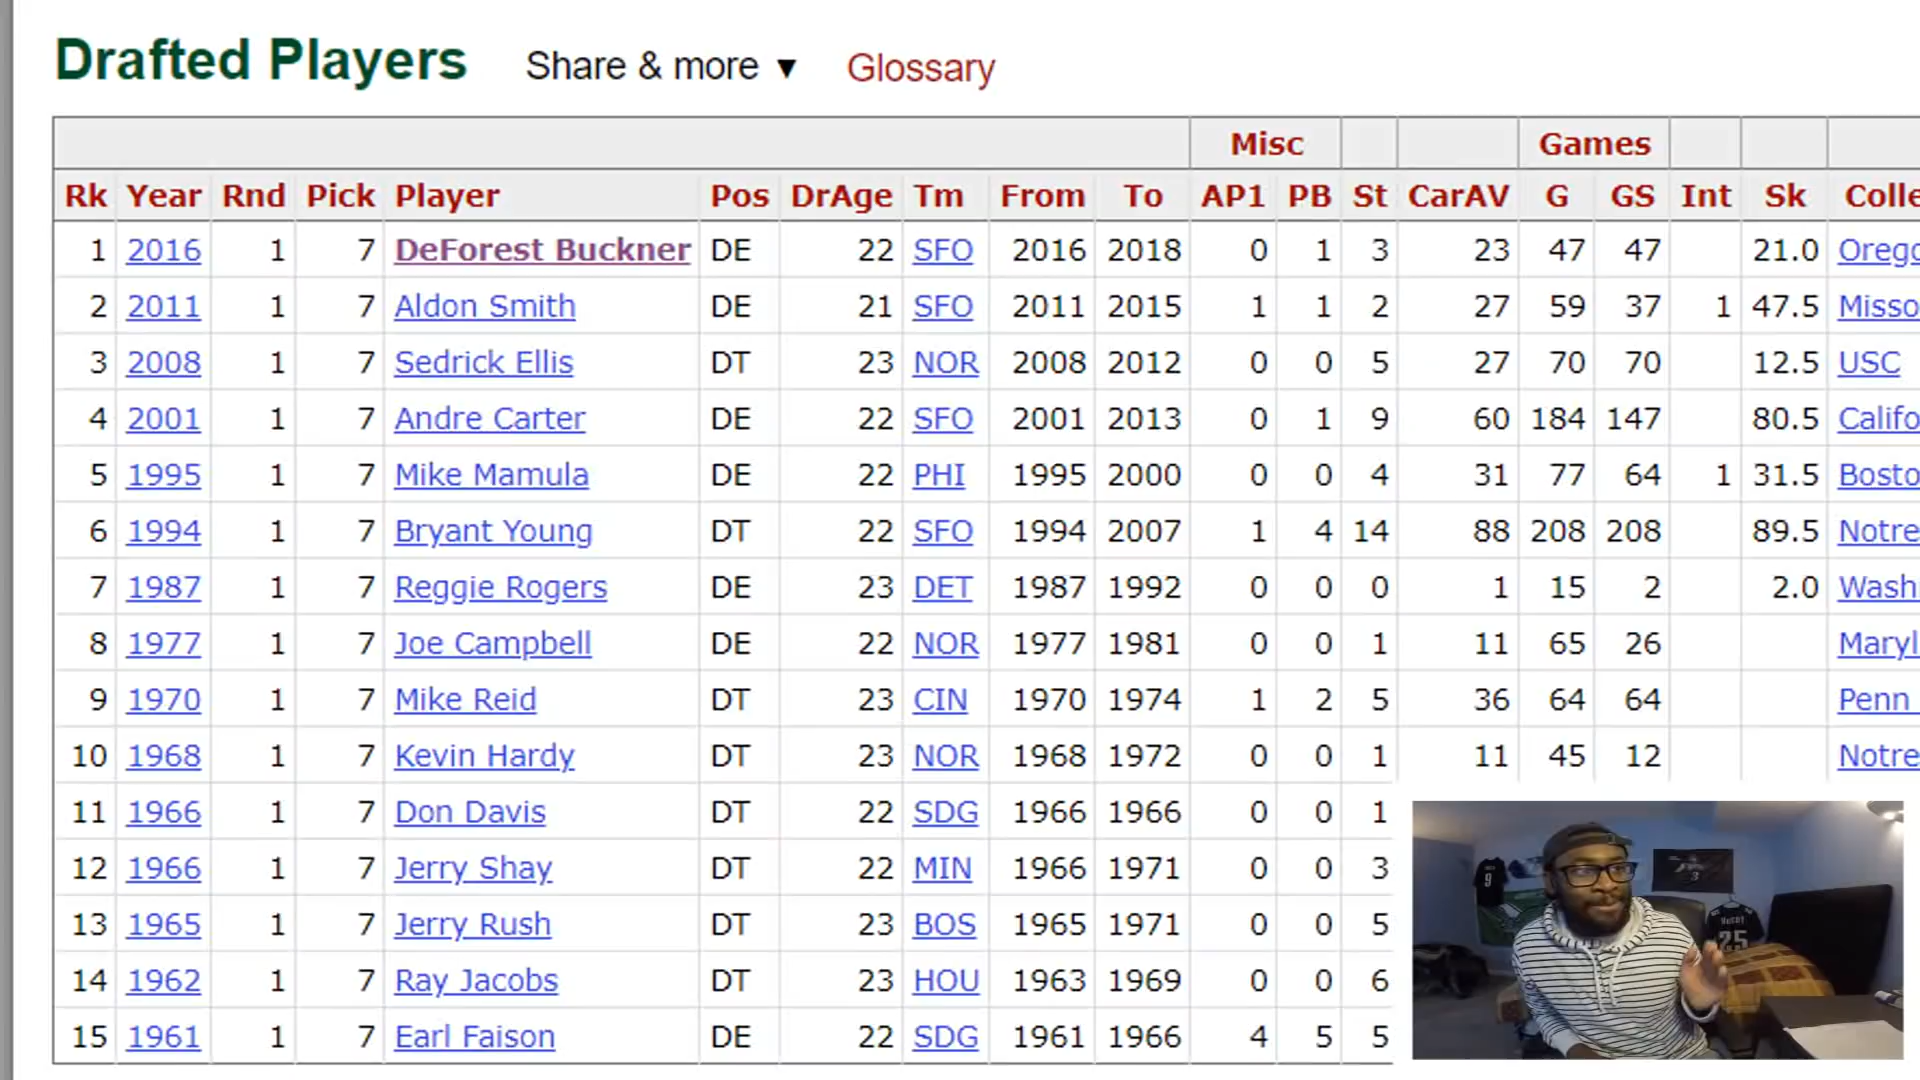 Drafted Players Share & more ▼ Glossary
Misc Games
Rk Year Rnd Pick Player Pos DrAge Tm From To AP1 PB St CarAV G GS Int Sk Colle
1 2016 1 7 DeForest Buckner DE 22 SFO 2016 2018 0 1 3 23 47 47 21.0 Orego
2 2011 1 7 Aldon Smith DE 21 SFO 2011 2015 1 1 2 27 59 37 1 47.5 Misso
3 2008 1 7 Sedrick Ellis DT 23 NOR 2008 2012 0 0 5 27 70 70 12.5 USC
4 2001 1 7 Andre Carter DE 22 SFO 2001 2013 0 1 9 60 184 147 80.5 Califo
5 1995 1 7 Mike Mamula DE 22 PHI 1995 2000 0 0 4 31 77 64 1 31.5 Bosto
6 1994 1 7 Bryant Young DT 22 SFO 1994 2007 1 4 14 88 208 208 89.5 Notre
7 1987 1 7 Reggie Rogers DE 23 DET 1987 1992 0 0 0 1 15 2 2.0 Wash
8 1977 1 7 Joe Campbell DE 22 NOR 1977 1981 0 0 1 11 65 26 Maryl
9 1970 1 7 Mike Reid DT 23 CIN 1970 1974 1 2 5 36 64 64 Penn
10 1968 1 7 Kevin Hardy DT 23 NOR 1968 1972 0 0 1 11 45 12 Notre
11 1966 1 7 Don Davis DT 22 SDG 1966 1966 0 0 1
12 1966 1 7 Jerry Shay DT 22 MIN 1966 1971 0 0 3
13 1965 1 7 Jerry Rush DT 23 BOS 1965 1971 0 0 5
14 1962 1 7 Ray Jacobs DT 23 HOU 1963 1969 0 0 6
15 1961 1 7 Earl Faison DE 22 SDG 1961 1966 4 5 5
9
3
25